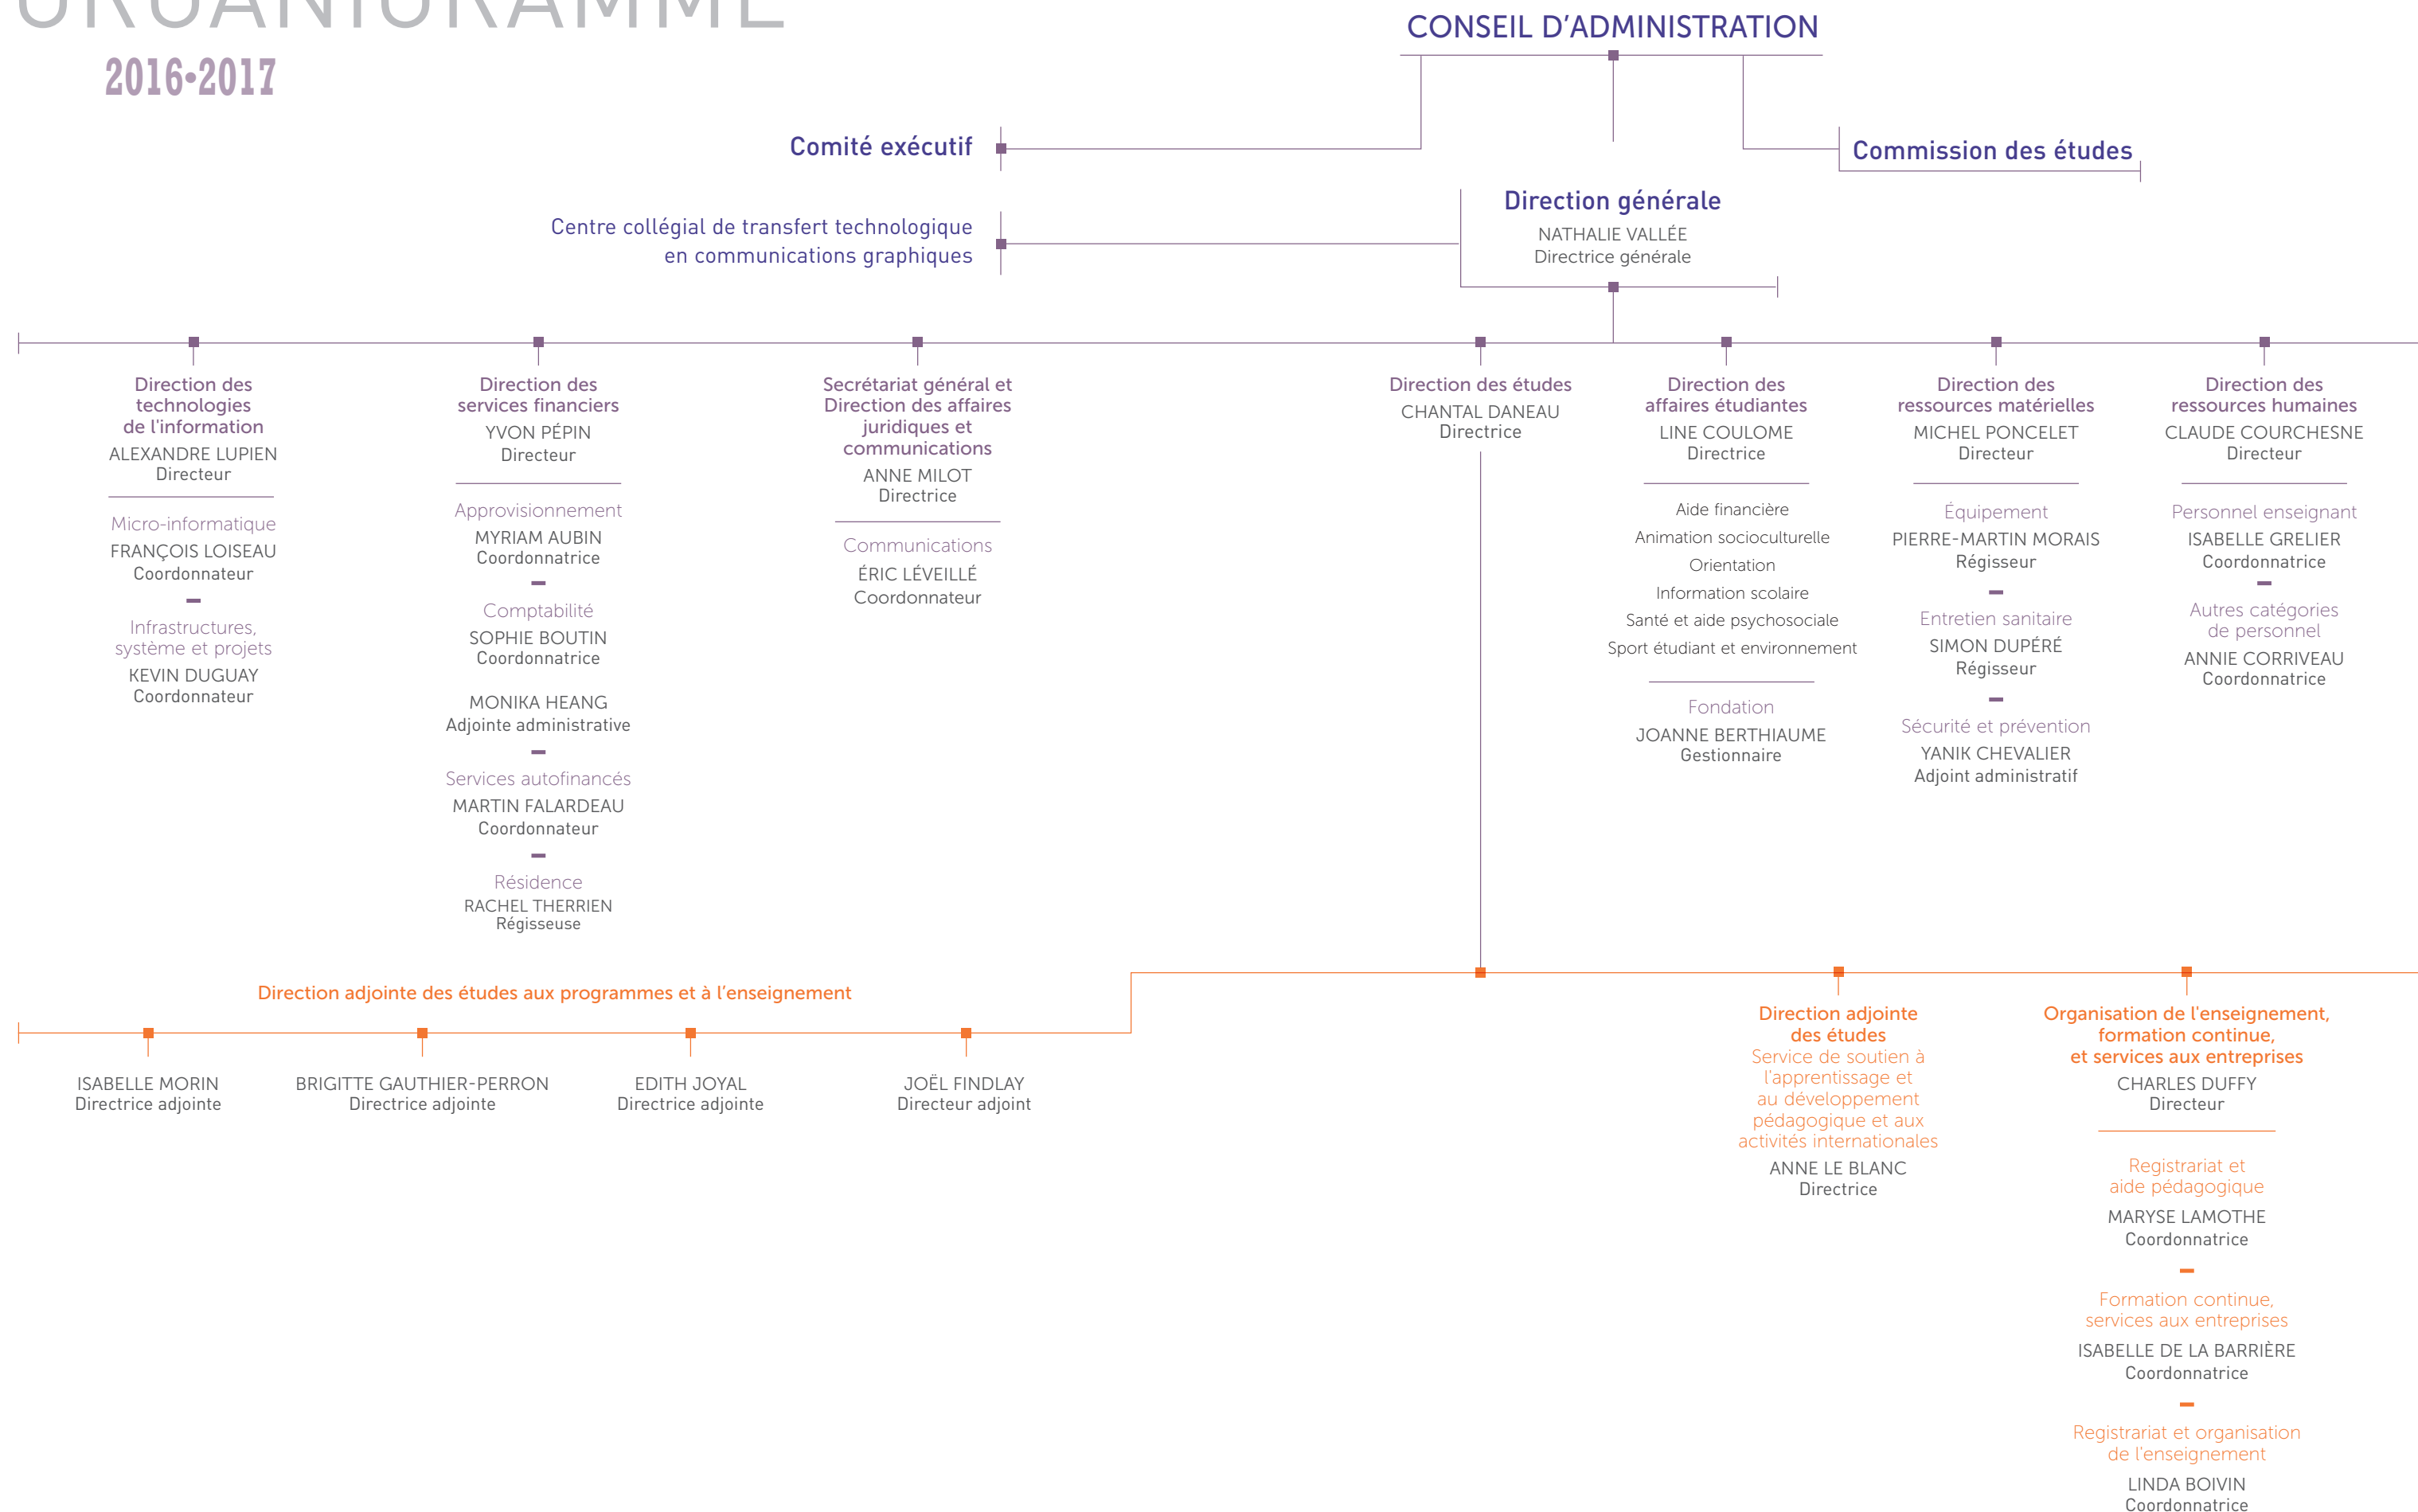 ORGANIGRAMME
2016•2017
CONSEIL D’ADMINISTRATION
Comité exécutif
Commission des études
Centre collégial de transfert technologique
en communications graphiques
Direction générale
NATHALIE VALLÉE
Directrice générale
Direction des
technologies
de l'information
ALEXANDRE LUPIEN
Directeur
Micro-informatique
FRANÇOIS LOISEAU
Coordonnateur
Infrastructures,
système et projets
KEVIN DUGUAY
Coordonnateur
Direction des
services financiers
YVON PÉPIN
Directeur
Approvisionnement
MYRIAM AUBIN
Coordonnatrice
Comptabilité
SOPHIE BOUTIN
Coordonnatrice
MONIKA HEANG
Adjointe administrative
Services autofinancés
MARTIN FALARDEAU
Coordonnateur
Résidence
RACHEL THERRIEN
Régisseuse
Secrétariat général et
Direction des affaires
juridiques et
communications
ANNE MILOT
Directrice
Communications
ÉRIC LÉVEILLÉ
Coordonnateur
Direction des études
CHANTAL DANEAU
Directrice
Direction des
affaires étudiantes
LINE COULOME
Directrice
Aide financière
Animation socioculturelle
Orientation
Information scolaire
Santé et aide psychosociale
Sport étudiant et environnement
Fondation
JOANNE BERTHIAUME
Gestionnaire
Direction des
ressources matérielles
MICHEL PONCELET
Directeur
Équipement
PIERRE-MARTIN MORAIS
Régisseur
Entretien sanitaire
SIMON DUPÉRÉ
Régisseur
Sécurité et prévention
YANIK CHEVALIER
Adjoint administratif
Direction des
ressources humaines
CLAUDE COURCHESNE
Directeur
Personnel enseignant
ISABELLE GRELIER
Coordonnatrice
Autres catégories
de personnel
ANNIE CORRIVEAU
Coordonnatrice
Direction adjointe des études aux programmes et à l’enseignement
ISABELLE MORIN
Directrice adjointe
BRIGITTE GAUTHIER-PERRON
Directrice adjointe
EDITH JOYAL
Directrice adjointe
JOËL FINDLAY
Directeur adjoint
Direction adjointe
des études
Service de soutien à
l'apprentissage et
au développement
pédagogique et aux
activités internationales
ANNE LE BLANC
Directrice
Organisation de l'enseignement,
formation continue,
et services aux entreprises
CHARLES DUFFY
Directeur
Registrariat et
aide pédagogique
MARYSE LAMOTHE
Coordonnatrice
Formation continue,
services aux entreprises
ISABELLE DE LA BARRIÈRE
Coordonnatrice
Registrariat et organisation
de l'enseignement
LINDA BOIVIN
Coordonnatrice